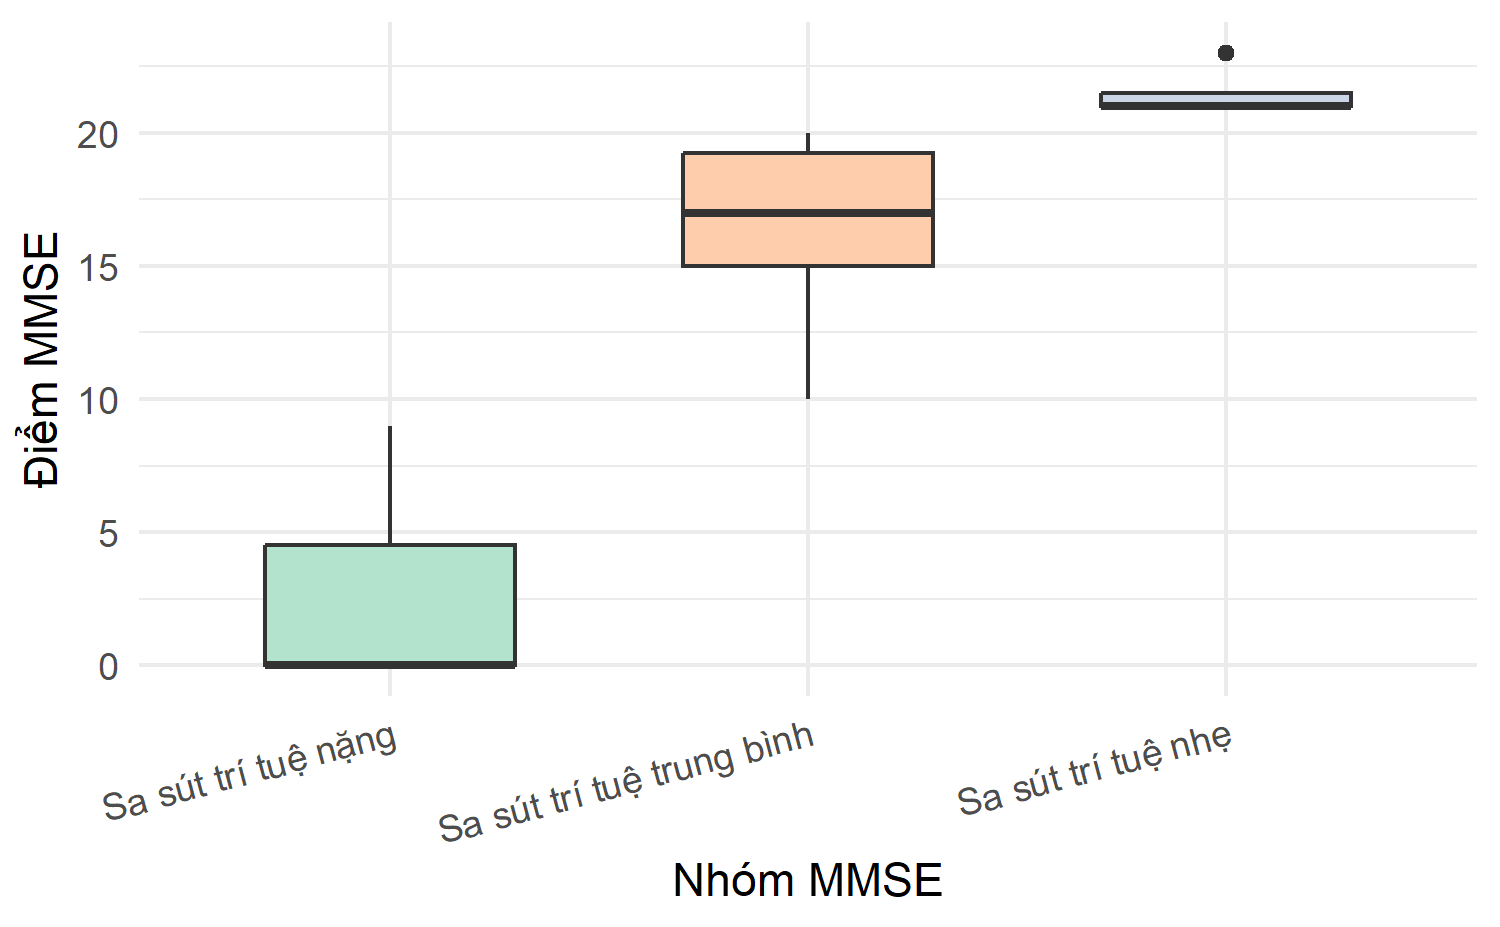 Điểm MMSE
20
15
10
5
0
Sa sút trí tuệ nặng
Sa sút trí tuệ trung bình
Sa sút trí tuệ nhẹ
Nhóm MMSE